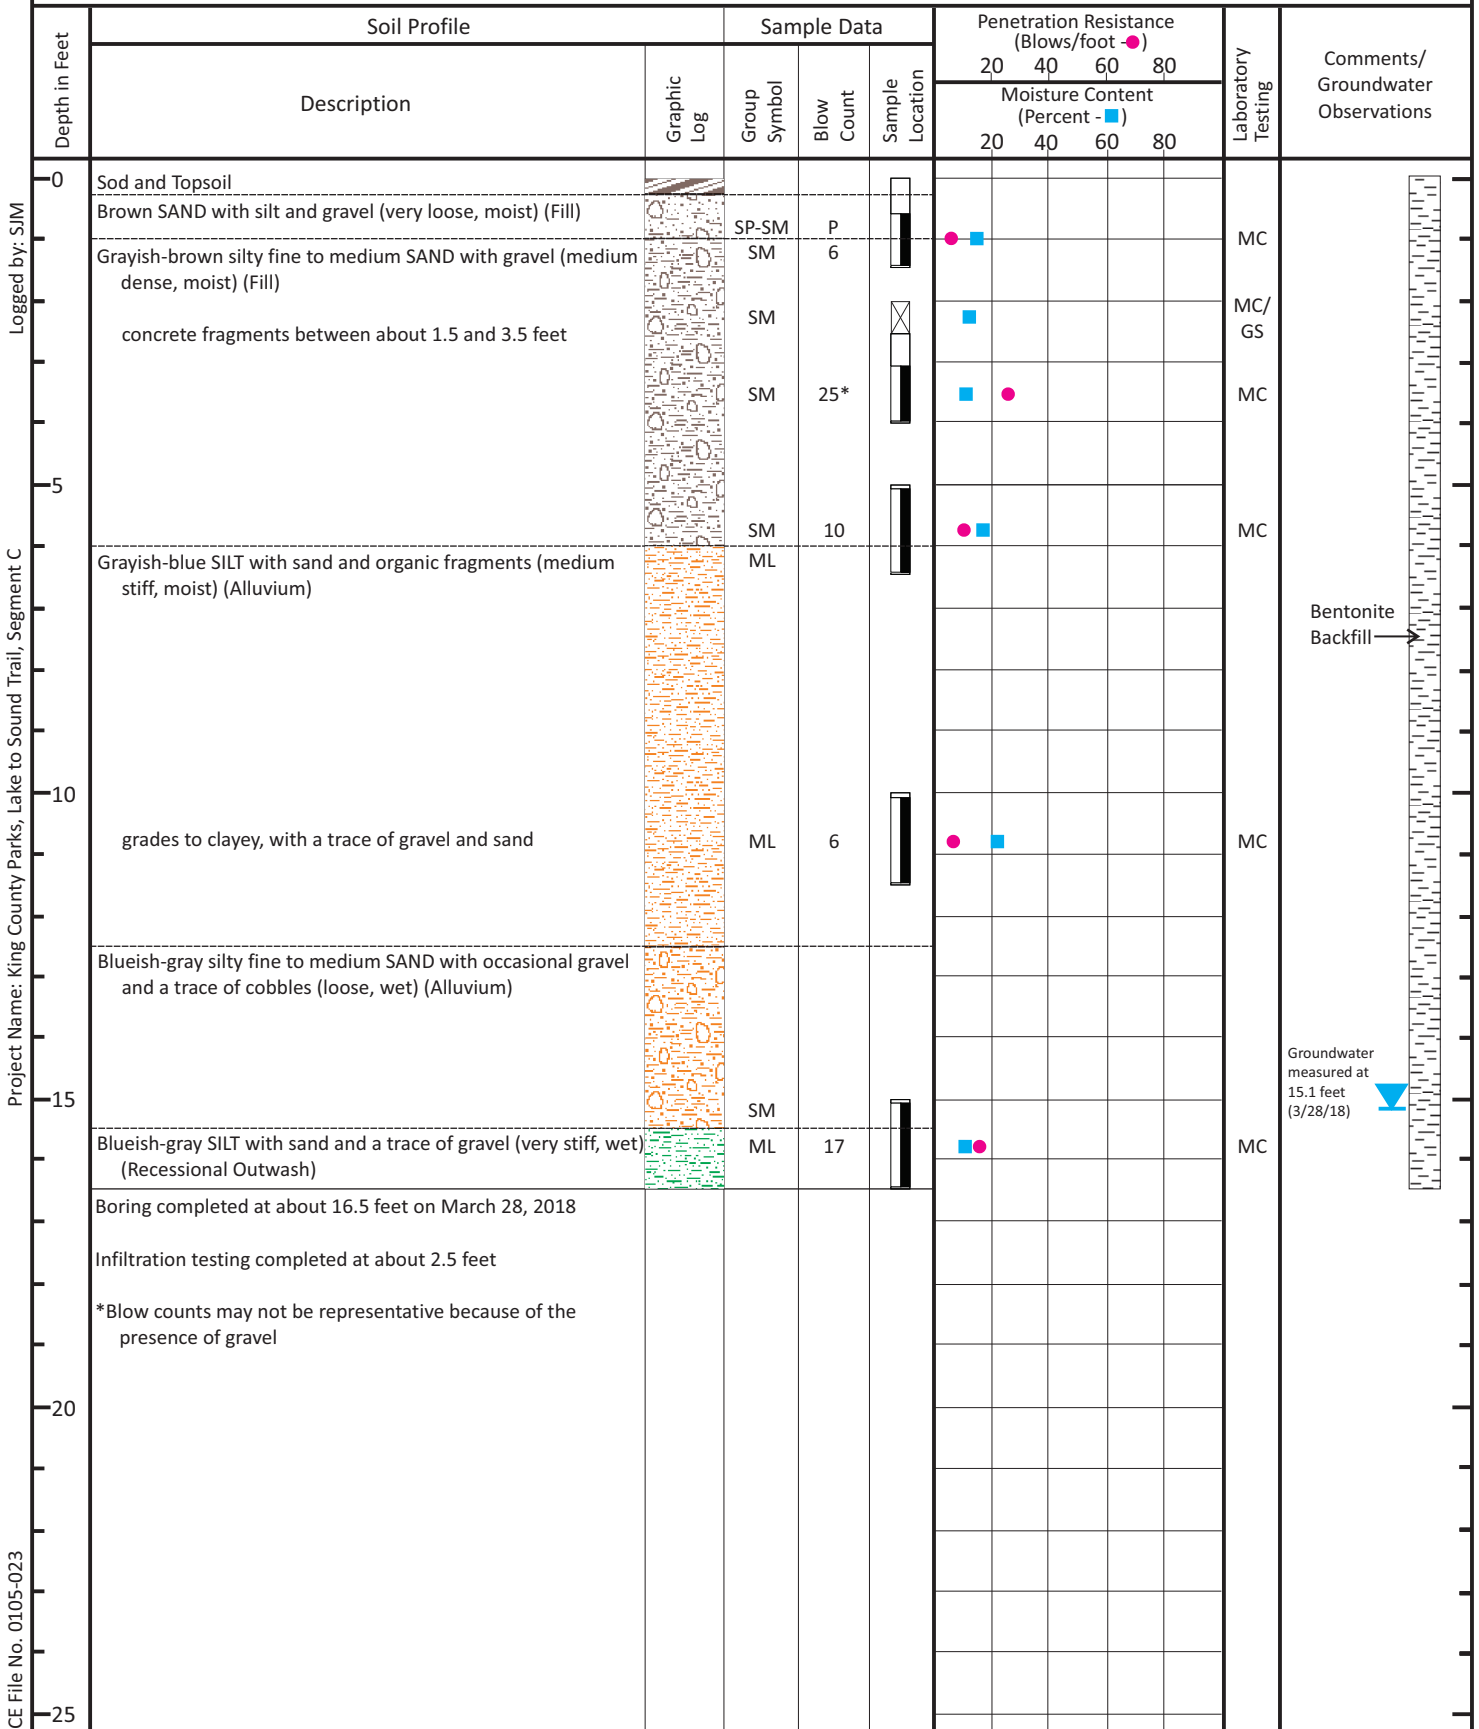 Soil Profile
Sample Data
Penetration Resistance
(Blows/foot - )
20 40 60 80
Moisture Content
(Percent - )
20 40 60 80
Depth in Feet
Description
Graphic
Log
Group
Symbol
Blow
Count
Sample
Location
Laboratory
Testing
Comments/
Groundwater
Observations
Logged by: SJM
Project Name: King County Parks, Lake to Sound Trail, Segment C
CE File No. 0105-023
0
Sod and Topsoil
Brown SAND with silt and gravel (very loose, moist) (Fill)
SP-SM P
MC
Grayish-brown silty fine to medium SAND with gravel (medium
dense, moist) (Fill)
SM 6
concrete fragments between about 1.5 and 3.5 feet
SM
MC/
GS
SM 25* MC
5
SM 10 MC
Grayish-blue SILT with sand and organic fragments (medium
stiff, moist) (Alluvium)
ML
Bentonite
Backfill
10
grades to clayey, with a trace of gravel and sand
ML 6 MC
Blueish-gray silty fine to medium SAND with occasional gravel
and a trace of cobbles (loose, wet) (Alluvium)
Groundwater
measured at
15.1 feet
(3/28/18)
15
SM
Blueish-gray SILT with sand and a trace of gravel (very stiff, wet)
(Recessional Outwash)
ML 17 MC
Boring completed at about 16.5 feet on March 28, 2018
Infiltration testing completed at about 2.5 feet
*Blow counts may not be representative because of the
presence of gravel
20
25